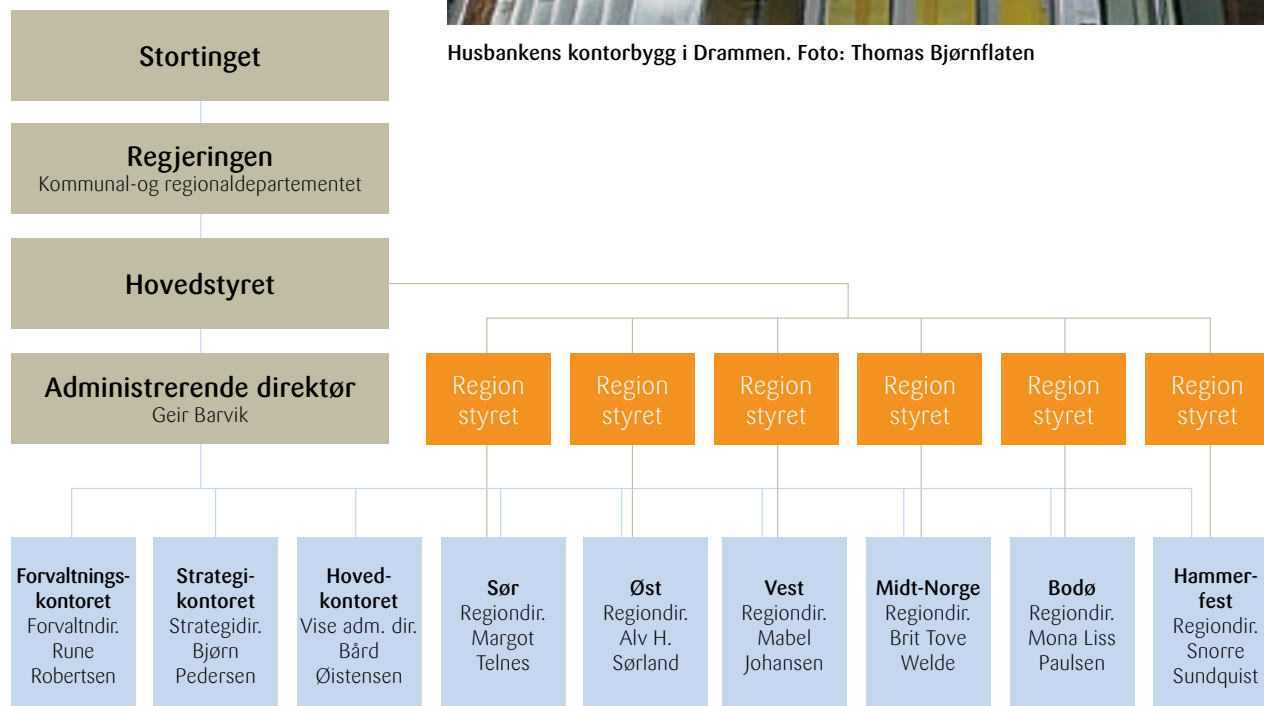 Husbankens kontorbygg i Drammen. Foto: Thomas Bjørnflaten
Stortinget
Regjeringen
Kommunal-og regionaldepartementet
Hovedstyret
Administrerende direktør
Geir Barvik
Region
styret
Region
styret
Region
styret
Region
styret
Region
styret
Region
styret
Forvaltnings-
kontoret
Forvaltndir.
Rune
Robertsen
Strategi-
kontoret
Strategidir.
Bjørn
Pedersen
Hoved-
kontoret
Vise adm. dir.
Bård
Øistensen
Sør
Regiondir.
Margot
Telnes
Øst
Regiondir.
Alv H.
Sørland
Vest
Regiondir.
Mabel
Johansen
Midt-Norge
Regiondir.
Brit Tove
Welde
Bodø
Regiondir.
Mona Liss
Paulsen
Hammer-
fest
Regiondir.
Snorre
Sundquist